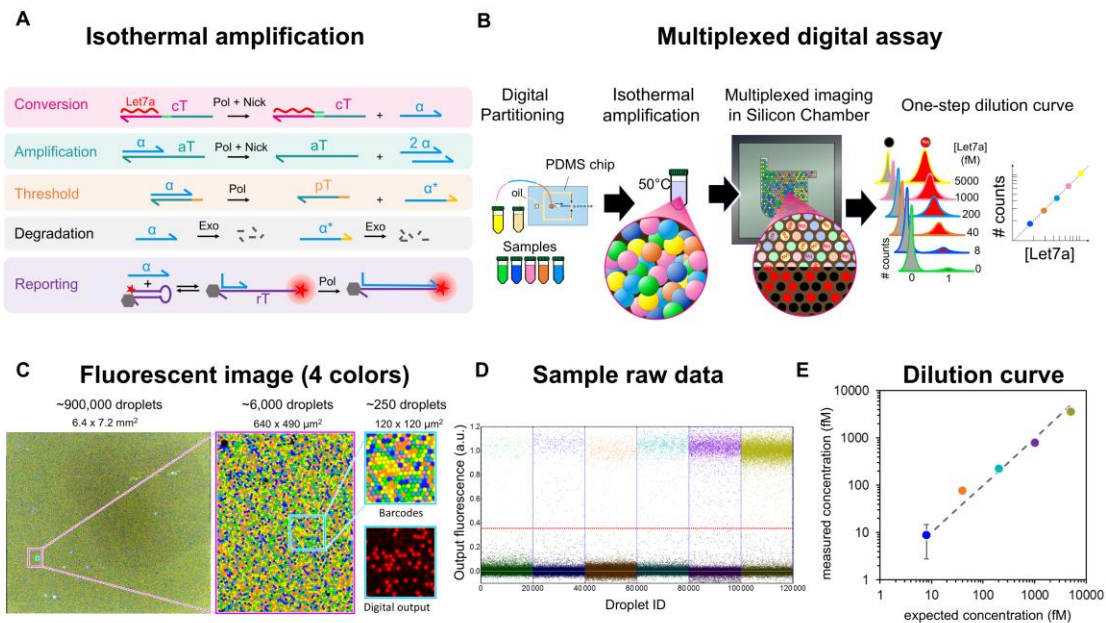 A
Isothermal amplification
Conversion
Let7a
cT
Pol + Nick
cT
+
α
Amplification
α
aT
Pol + Nick
aT
+
2 α
Threshold
α
Pol
pT
+
α*
Degradation
α
Exo
α*
Exo
Reporting
α
+
rT
Pol
B
Multiplexed digital assay
Digital
Partitioning
Isothermal
amplification
Multiplexed imaging
in Silicon Chamber
One-step dilution curve
PDMS chip
oil
Samples
50°C
[Let7a]
(fM)
5000
1000
200
40
8
0
# counts
0
1
# counts
[Let7a]
C
Fluorescent image (4 colors)
~900,000 droplets
6.4 x 7.2 mm²
~6,000 droplets
640 x 490 µm²
~250 droplets
120 x 120 µm²
Barcodes
Digital output
D
Sample raw data
Output fluorescence (a.u.)
1.2
1.0
0.8
0.6
0.4
0.2
0.0
0
20000
40000
60000
80000
100000
120000
Droplet ID
E
Dilution curve
measured concentration (fM)
10000
1000
100
10
1
1
10
100
1000
10000
expected concentration (fM)